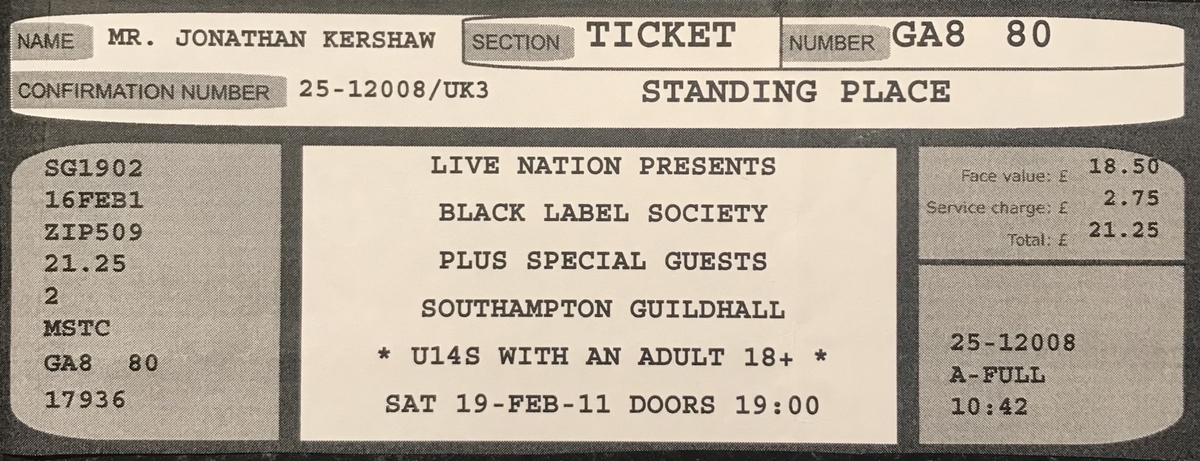 NAME MR. JONATHAN KERSHAW SECTION TICKET NUMBER GA8 80
CONFIRMATION NUMBER 25-12008/UK3 STANDING PLACE
SG1902
16FEB1
ZIP509
21.25
2
MSTC
GA8 80
17936
LIVE NATION PRESENTS
BLACK LABEL SOCIETY
PLUS SPECIAL GUESTS
SOUTHAMPTON GUILDHALL
* U14S WITH AN ADULT 18+ *
SAT 19-FEB-11 DOORS 19:00
Face value: £ 18.50
Service charge: £ 2.75
Total: £ 21.25
25-12008
A-FULL
10:42